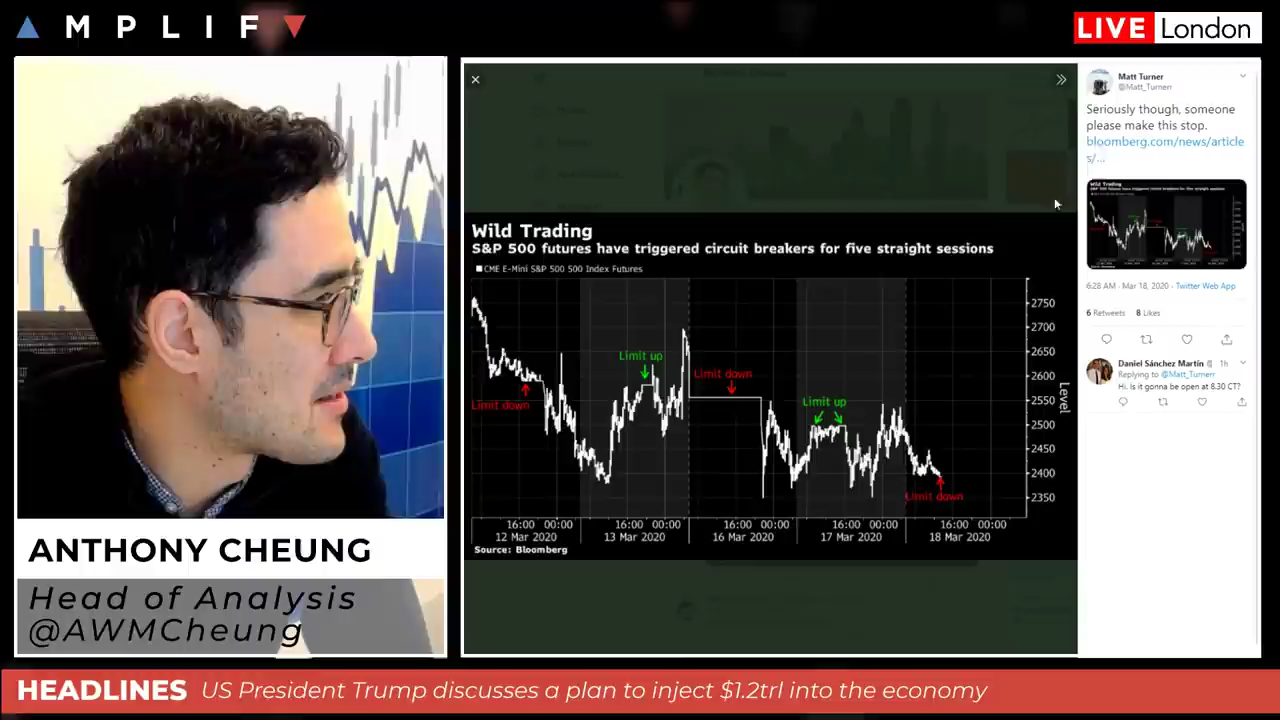 MPLIF
LIVE London
Matt Turner
@Matt_Turnerr
Seriously though, someone
please make this stop.
bloomberg.com/news/article
s/...
6:28 AM · Mar 18, 2020 · Twitter Web App
6 Retweets 8 Likes
Daniel Sánchez Martín
1h
Replying to @Matt_Turnerr
Hi. Is it gonna be open at 8.30 CT?
Wild Trading
S&P 500 futures have triggered circuit breakers for five straight sessions
CME E-Mini S&P 500 500 Index Futures
2750
2700
2650
2600
2550
2500
2450
2400
2350
Level
Limit down
Limit up
Limit down
Limit up
Limit down
16:00 00:00 16:00 00:00 16:00 00:00 16:00 00:00 16:00 00:00
12 Mar 2020 13 Mar 2020 16 Mar 2020 17 Mar 2020 18 Mar 2020
Source: Bloomberg
ANTHONY CHEUNG
Head of Analysis
@AWMCheung
HEADLINES US President Trump discusses a plan to inject $1.2trl into the economy